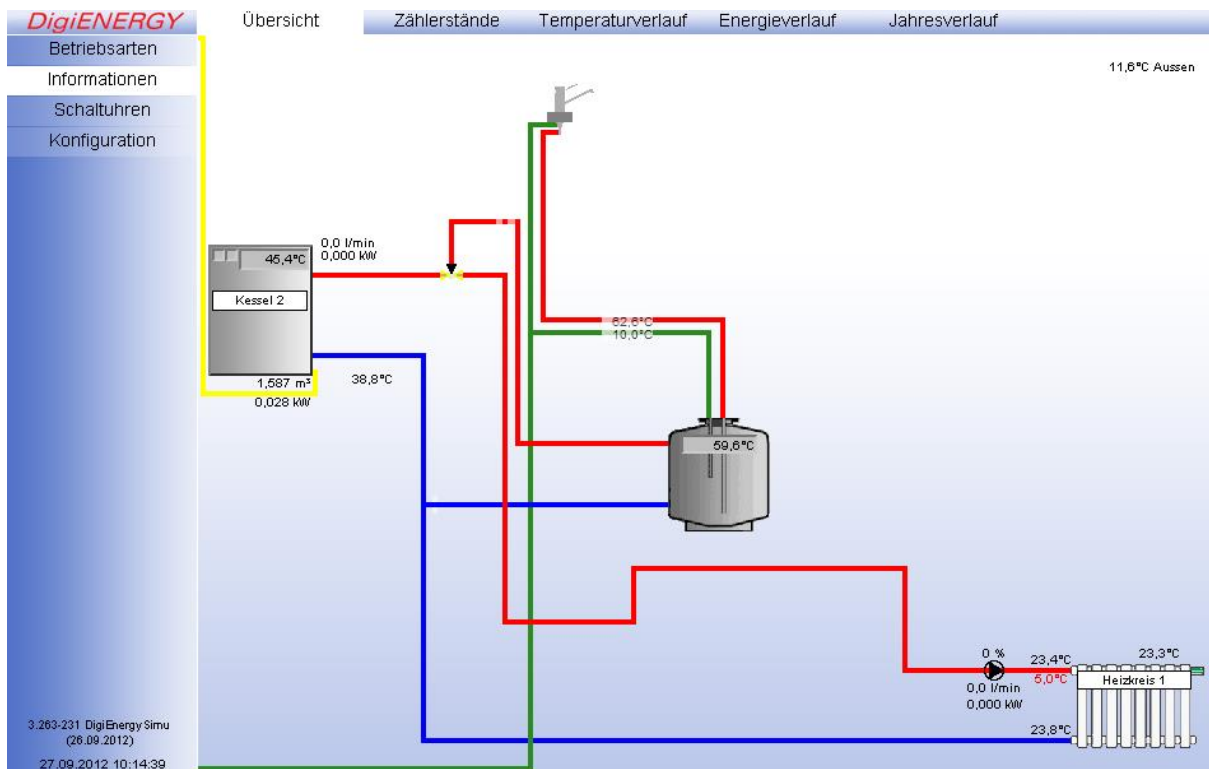 DigiENERGY
Übersicht
Zählerstände
Temperaturverlauf
Energieverlauf
Jahresverlauf
Betriebsarten
Informationen
Schaltuhren
Konfiguration
11,6°C Aussen
0,0 l/min
0,000 kW
45,4°C
Kessel 2
1,587 m³
0,028 kW
38,8°C
62,6°C
10,0°C
59,6°C
0 %
0,0 l/min
0,000 kW
23,4°C
5,0°C
23,3°C
Heizkreis 1
23,8°C
3.263-231 DigiEnergy Simu
(26.09.2012)
27.09.2012 10:14:39